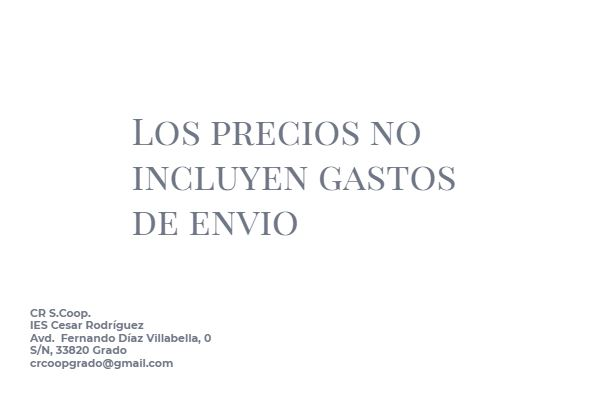 Los precios no
incluyen gastos
de envio
CR S.Coop.
IES Cesar Rodríguez
Avd. Fernando Díaz Villabella, 0
S/N, 33820 Grado
crcoopgrado@gmail.com